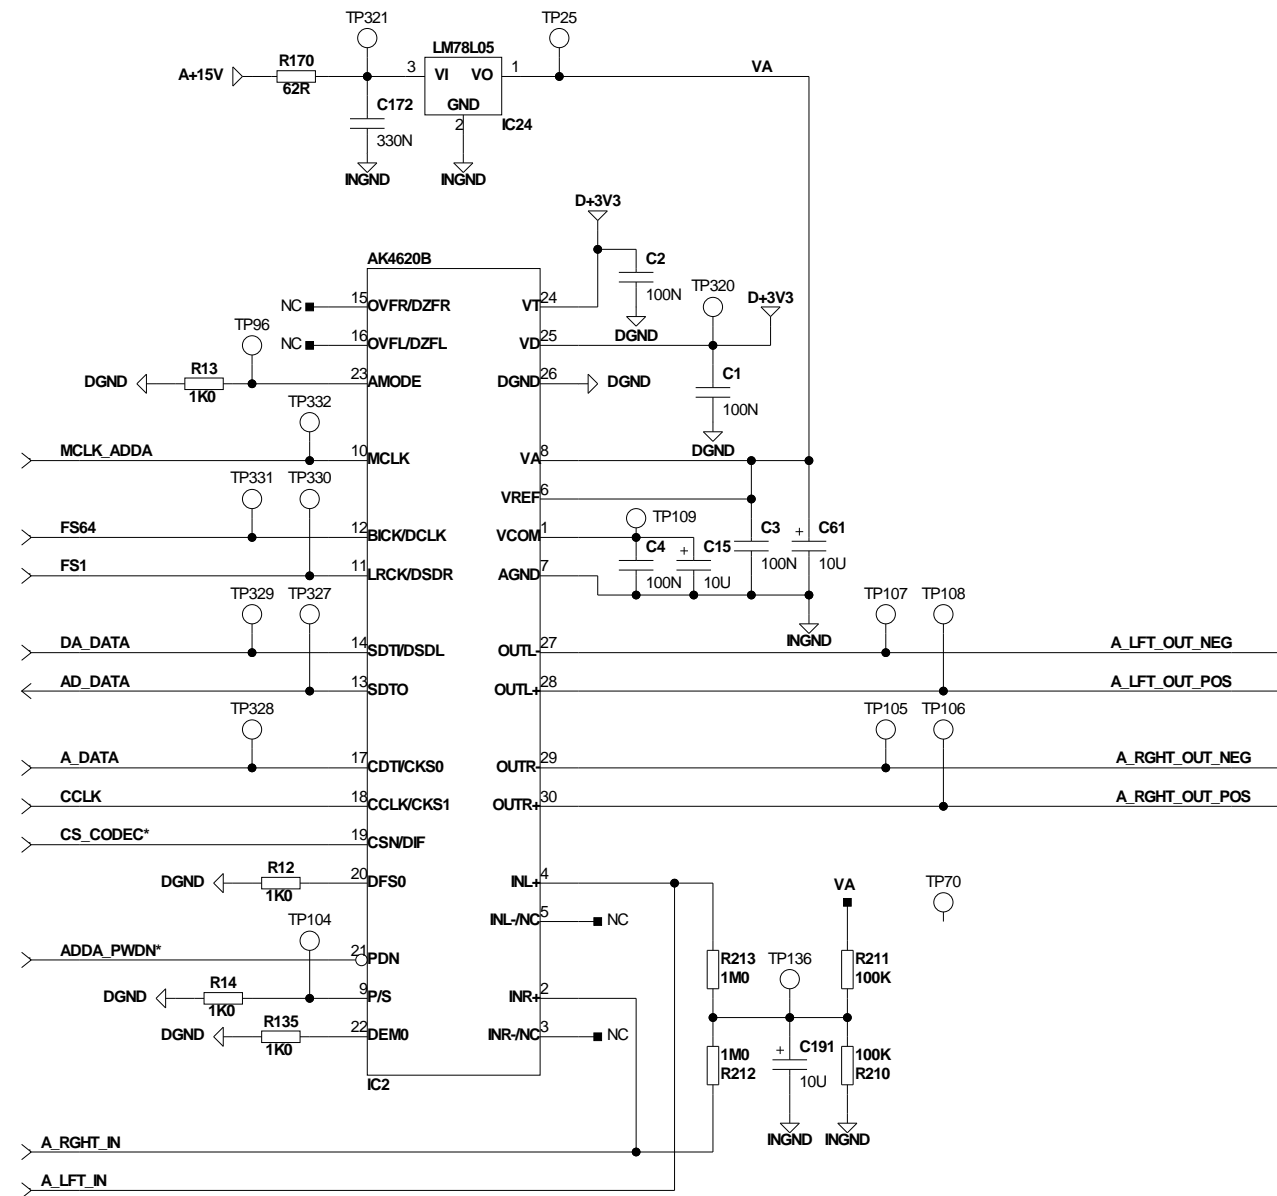 TP321
TP25
R170
LM78L05
A+15V
3
VI
VO
1
VA
62R
C172
GND
330N
2
IC24
INGND
INGND
D+3V3
AK4620B
C2
NC
15
OVFR/DZFR
VT
24
100N
TP320
D+3V3
TP96
NC
16
OVFL/DZFL
VD
25
DGND
R13
DGND
23
AMODE
DGND
26
DGND
C1
1K0
TP332
100N
MCLK_ADDA
10
MCLK
VA
8
DGND
TP331
TP330
VREF
6
FS64
12
BICK/DCLK
VCOM
1
TP109
C4
+
C15
C3
+
C61
FS1
11
LRCK/DSDR
AGND
7
100N
10U
100N
10U
TP329
TP327
TP107
TP108
INGND
DA_DATA
14
SDTI/DSDL
OUTL-
27
A_LFT_OUT_NEG
AD_DATA
13
SDTO
OUTL+
28
A_LFT_OUT_POS
TP328
TP105
TP106
A_DATA
17
CDTI/CKS0
OUTR-
29
A_RGHT_OUT_NEG
CCLK
18
CCLK/CKS1
OUTR+
30
A_RGHT_OUT_POS
CS_CODEC*
19
CSN/DIF
R12
DGND
20
DFS0
INL+
4
VA
TP70
1K0
TP104
INL-/NC
5
NC
ADDA_PWDN*
21
PDN
R213
1M0
TP136
R211
100K
R14
DGND
9
P/S
INR+
2
1K0
R135
DGND
22
DEM0
INR-/NC
3
NC
1K0
1M0
R212
+
C191
10U
100K
R210
IC2
A_RGHT_IN
INGND
INGND
A_LFT_IN